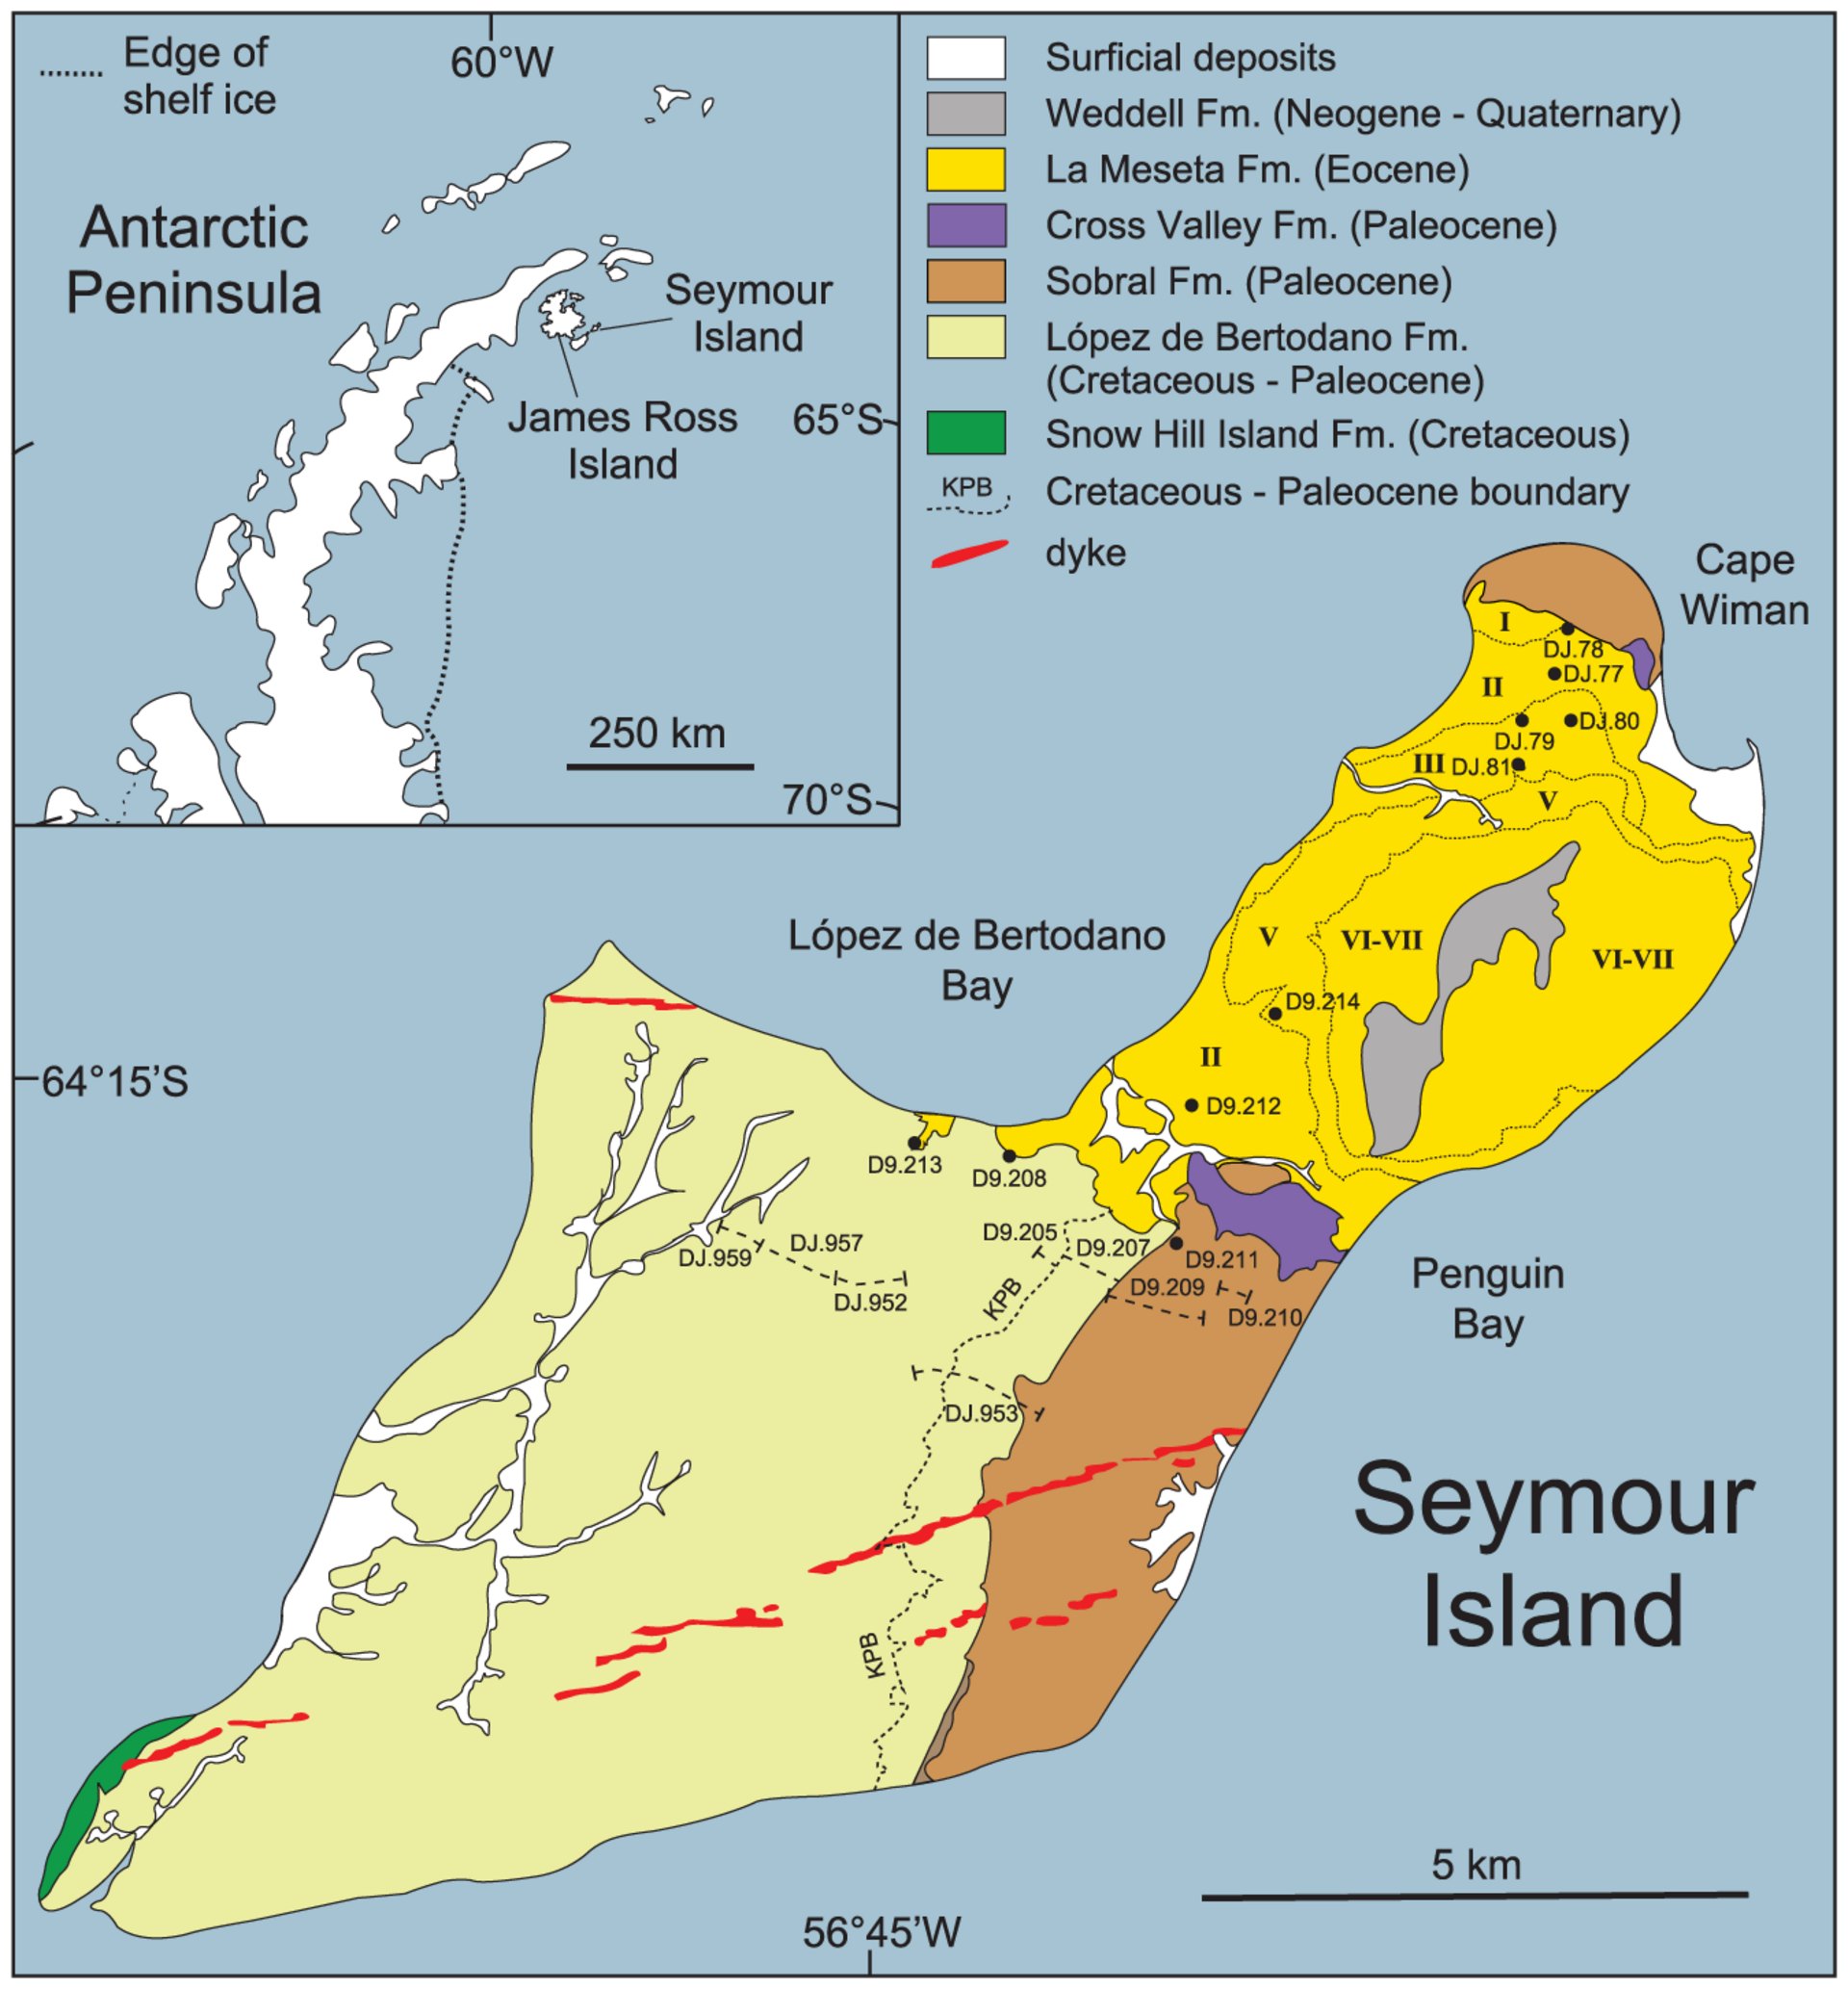 Edge of
shelf ice
60°W
Antarctic
Peninsula
Seymour
Island
James Ross
Island
65°S
250 km
70°S
Surficial deposits
Weddell Fm. (Neogene - Quaternary)
La Meseta Fm. (Eocene)
Cross Valley Fm. (Paleocene)
Sobral Fm. (Paleocene)
López de Bertodano Fm.
(Cretaceous - Paleocene)
Snow Hill Island Fm. (Cretaceous)
KPB
Cretaceous - Paleocene boundary
dyke
Cape
Wiman
I
DJ.78
DJ.77
II
DJ.80
DJ.79
III
DJ.81
V
López de Bertodano
Bay
V
VI-VII
VI-VII
D9.214
II
64°15’S
D9.212
D9.213
D9.208
D9.205
D9.207
DJ.957
DJ.959
D9.211
D9.209
DJ.952
D9.210
KPB
Penguin
Bay
DJ.953
Seymour
Island
KPB
5 km
56°45’W